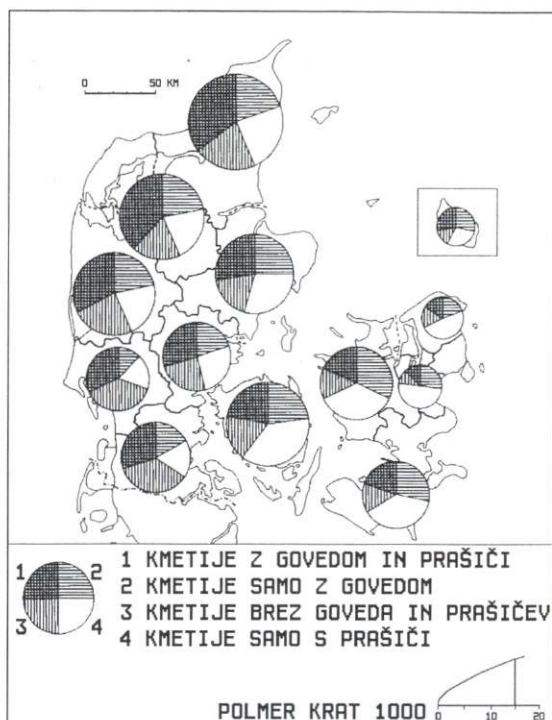 0 50 KM
1 2
3 4
1 KMETIJE Z GOVEDOM IN PRAŠIČI
2 KMETIJE SAMO Z GOVEDOM
3 KMETIJE BREZ GOVEDA IN PRAŠIČEV
4 KMETIJE SAMO S PRAŠIČI
POLMER KRAT 1000
0 10 20